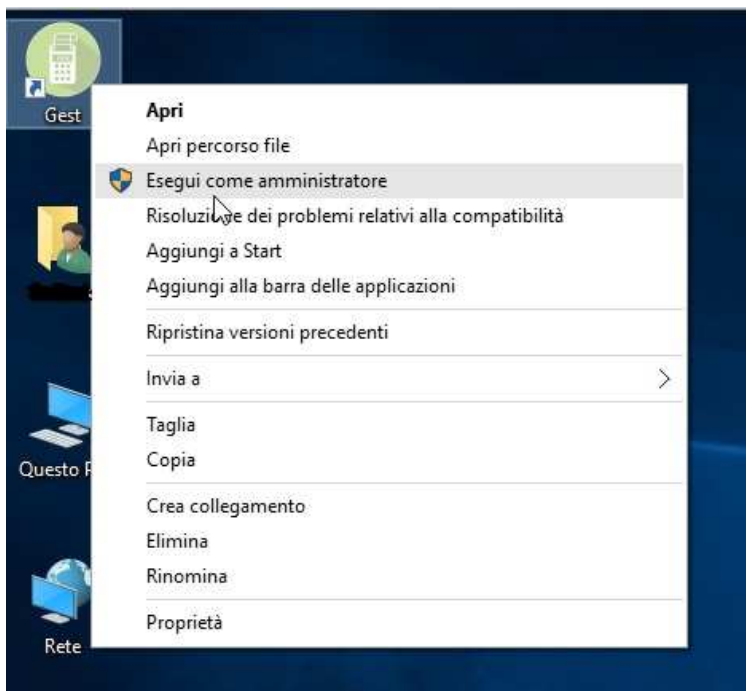 Gest
Apri
Apri percorso file
Esegui come amministratore
Risoluzione dei problemi relativi alla compatibilità
Aggiungi a Start
Aggiungi alla barra delle applicazioni
Ripristina versioni precedenti
Invia a
Taglia
Copia
Questo
Crea collegamento
Elimina
Rinomina
Proprietà
Rete